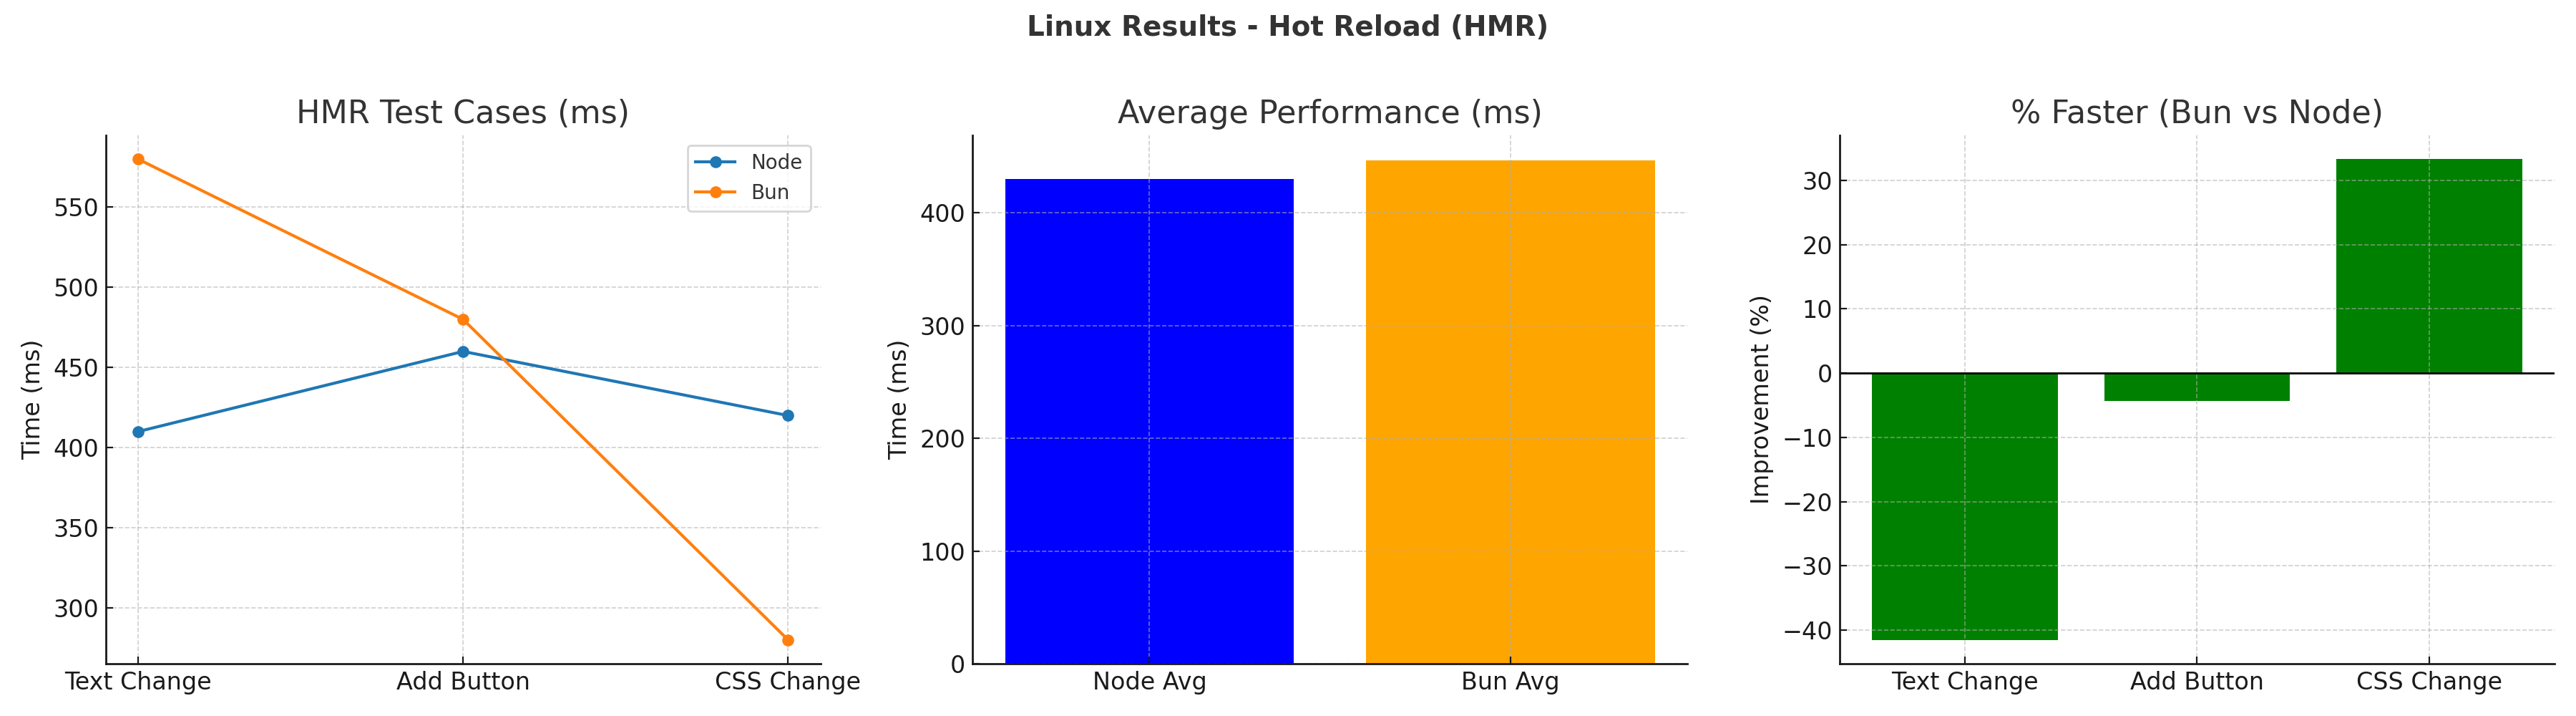 Linux Results - Hot Reload (HMR)
HMR Test Cases (ms)
Time (ms)
550
500
450
400
350
300
Text Change
Add Button
CSS Change
Node
Bun
Average Performance (ms)
Time (ms)
400
300
200
100
0
Node Avg
Bun Avg
% Faster (Bun vs Node)
Improvement (%)
30
20
10
0
−10
−20
−30
−40
Text Change
Add Button
CSS Change